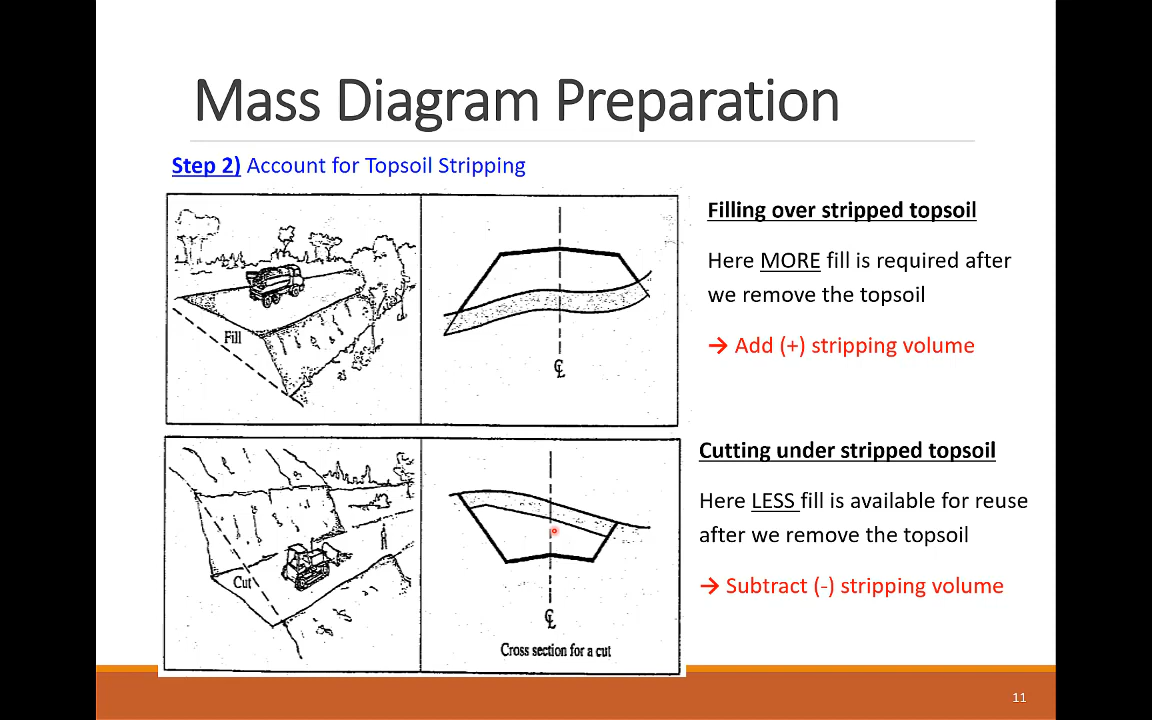 Mass Diagram Preparation
Step 2) Account for Topsoil Stripping
Fill
℄
Filling over stripped topsoil
Here MORE fill is required after
we remove the topsoil
→ Add (+) stripping volume
Cut
℄
Cross section for a cut
Cutting under stripped topsoil
Here LESS fill is available for reuse
after we remove the topsoil
→ Subtract (-) stripping volume
11